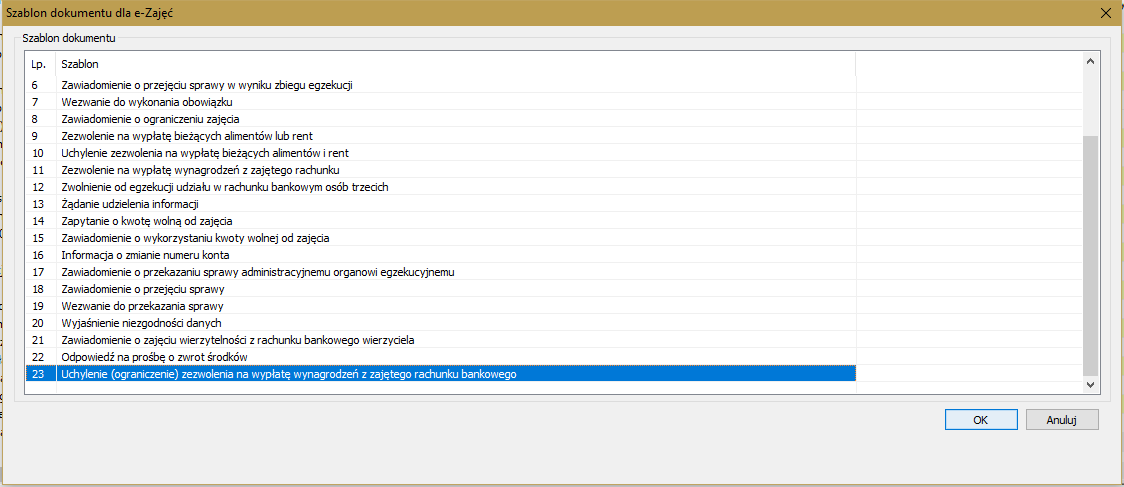 Szablon dokumentu dla e-Zajęć
Szablon dokumentu
Lp. Szablon
6 Zawiadomienie o przejęciu sprawy w wyniku zbiegu egzekucji
7 Wezwanie do wykonania obowiązku
8 Zawiadomienie o ograniczeniu zajęcia
9 Zezwolenie na wypłatę bieżących alimentów lub rent
10 Uchylenie zezwolenia na wypłatę bieżących alimentów i rent
11 Zezwolenie na wypłatę wynagrodzeń z zajętego rachunku
12 Zwolnienie od egzekucji udziału w rachunku bankowym osób trzecich
13 Żądanie udzielenia informacji
14 Zapytanie o kwotę wolną od zajęcia
15 Zawiadomienie o wykorzystaniu kwoty wolnej od zajęcia
16 Informacja o zmianie numeru konta
17 Zawiadomienie o przekazaniu sprawy administracyjnemu organowi egzekucyjnemu
18 Zawiadomienie o przejęciu sprawy
19 Wezwanie do przekazania sprawy
20 Wyjaśnienie niezgodności danych
21 Zawiadomienie o zajęciu wierzytelności z rachunku bankowego wierzyciela
22 Odpowiedź na prośbę o zwrot środków
23 Uchylenie (ograniczenie) zezwolenia na wypłatę wynagrodzeń z zajętego rachunku bankowego
OK Anuluj